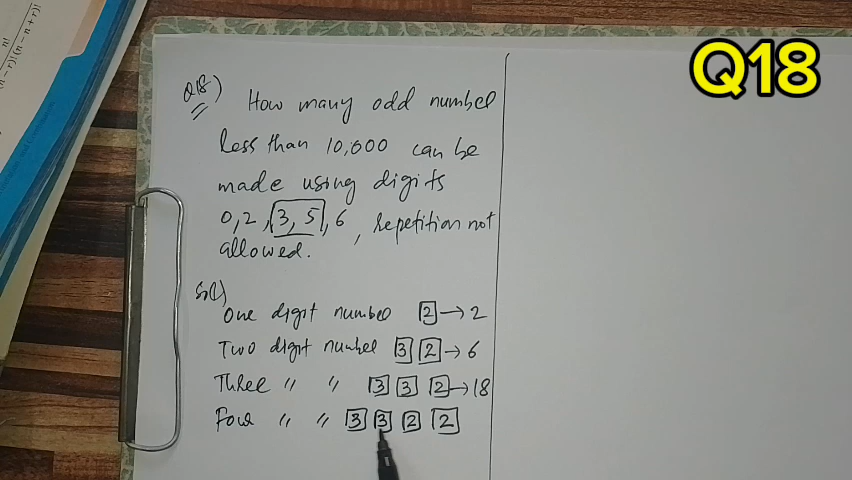 Q18
Q18)
How many odd number
less than 10,000 can be
made using digits
0,2,3,5,6, repetition not
allowed.
Sol)
One digit number 2→2
Two digit number 3 2→6
Three " " 3 3 2→18
Four " " 3 3 2 2
n!
(n-r)!(n-n+r)!